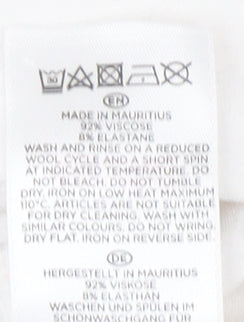 30
EN
MADE IN MAURITIUS
92% VISCOSE
8% ELASTANE
WASH AND RINSE ON A REDUCED
WOOL CYCLE AND A SHORT SPIN
AT INDICATED TEMPERATURE. DO
NOT BLEACH. DO NOT TUMBLE
DRY. IRON ON LOW HEAT MAXIMUM
110°C. ARTICLES ARE NOT SUITABLE
FOR DRY CLEANING. WASH WITH
SIMILAR COLOURS. DO NOT WRING.
DRY FLAT. IRON ON REVERSE SIDE.
DE
HERGESTELLT IN MAURITIUS
92% VISKOSE
8% ELASTHAN
WASCHEN UND SPÜLEN IM
SCHONWASCHGANG FÜR